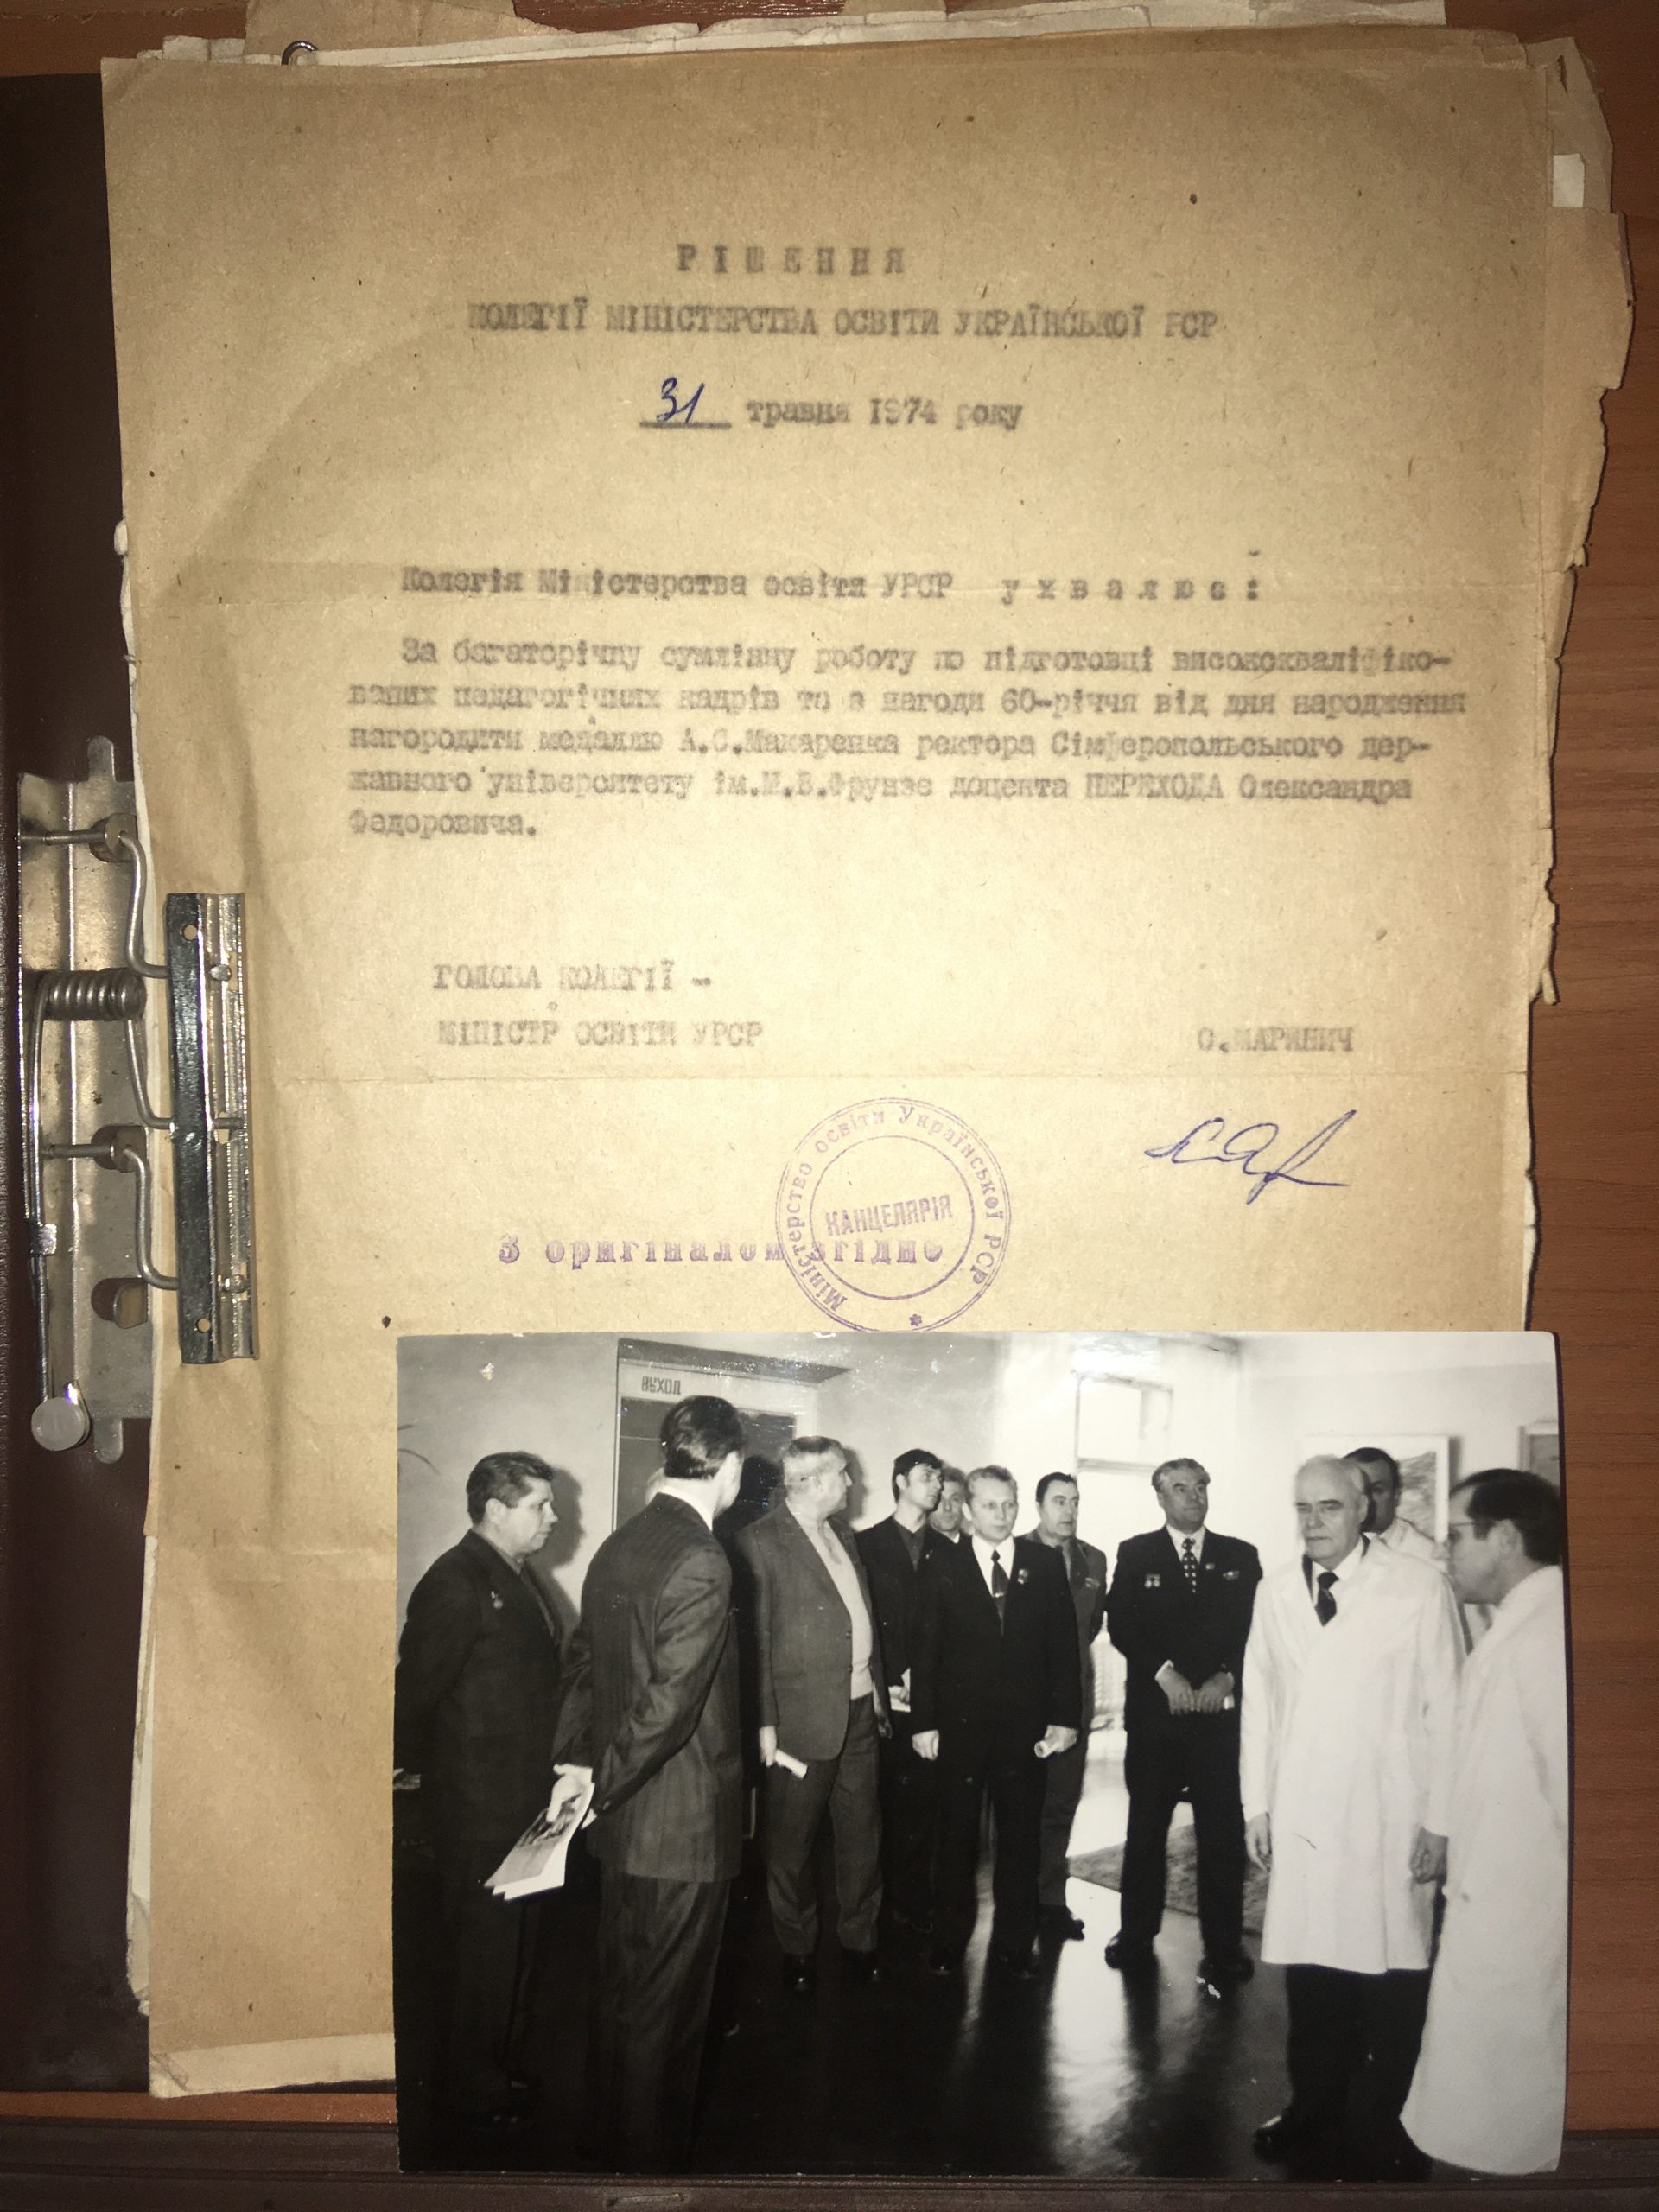 РІШЕННЯ
КОЛЕГІЇ МІНІСТЕРСТВА ОСВІТИ УКРАЇНСЬКОЇ РСР
31 травня 1974 року
Колегія Міністерства освіти УРСР ухвалює:
За багаторічну сумлінну роботу по підготовці висококваліфіко-
ваних педагогічних кадрів та з нагоди 60-річчя від дня народження
нагородити медаллю А.С.Макаренка ректора Сімферопольського дер-
жавного університету ім.М.В.Фрунзе доцента ПЕРЕХОДА Олександра
Федоровича.
ГОЛОВА КОЛЕГІЇ -
МІНІСТР ОСВІТИ УРСР О.МАРИНИЧ
Міністерство освіти Української РСР
КАНЦЕЛЯРІЯ
З оригіналом згідно
ВЫХОД